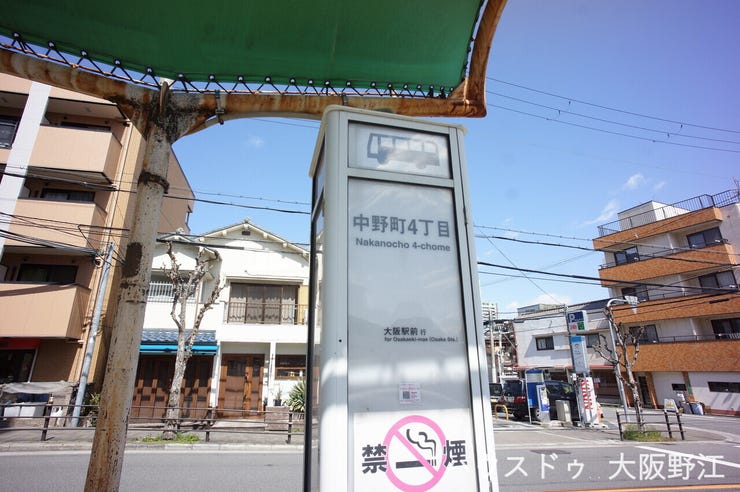 中野町4丁目
Nakanocho 4-chome
大阪駅前 行
for Osakaeki-mae (Osaka Sta.)
禁煙
スドゥ 大阪野江